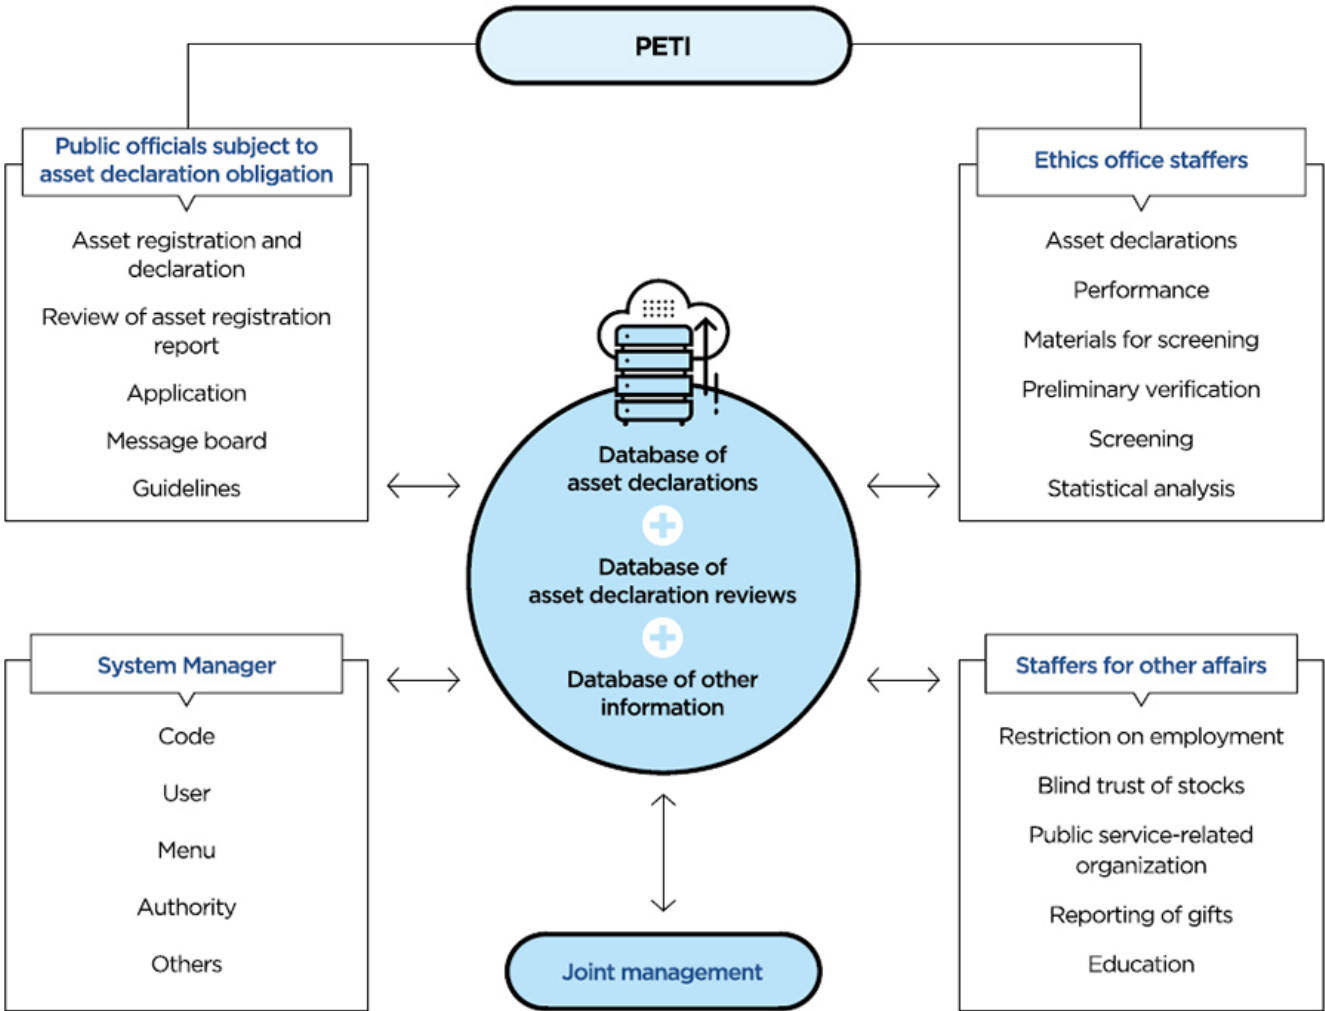 PETI
Public officials subject to
asset declaration obligation
Asset registration and
declaration
Review of asset registration
report
Application
Message board
Guidelines
Ethics office staffers
Asset declarations
Performance
Materials for screening
Preliminary verification
Screening
Statistical analysis
Database of
asset declarations
Database of
asset declaration reviews
Database of other
information
System Manager
Code
User
Menu
Authority
Others
Staffers for other affairs
Restriction on employment
Blind trust of stocks
Public service-related
organization
Reporting of gifts
Education
Joint management